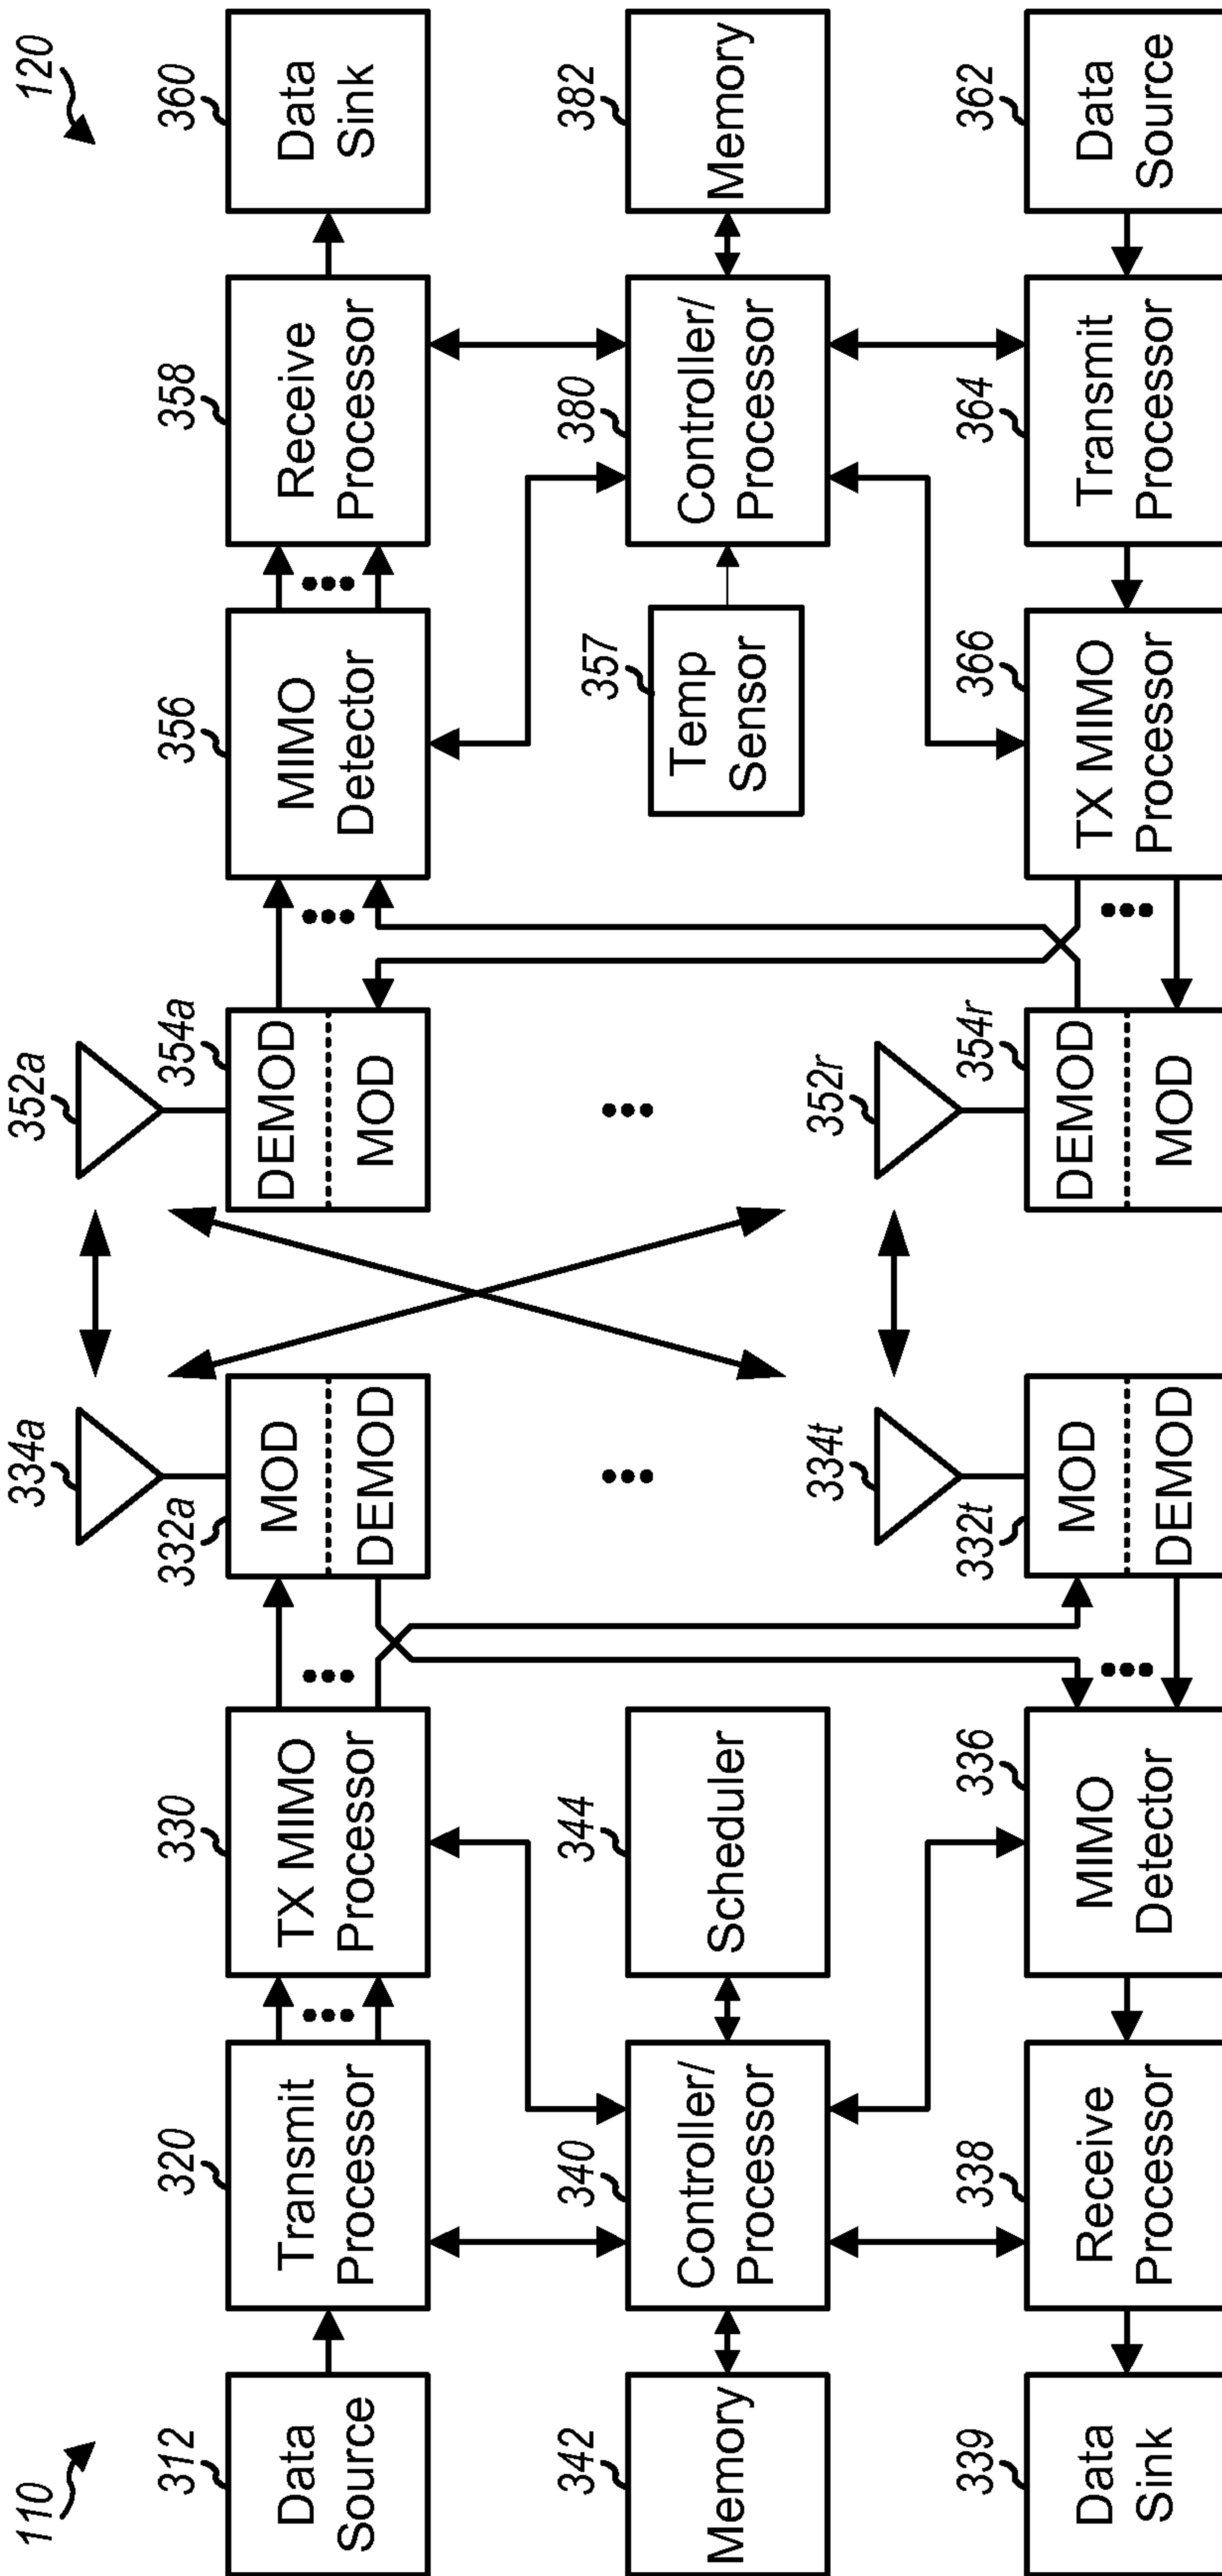 110
120
334a
352a
312
320
330
332a
354a
356
358
360
Data
Source
Transmit
Processor
TX MIMO
Processor
MOD
DEMOD
DEMOD
MOD
MIMO
Detector
Receive
Processor
Data
Sink
342
340
344
357
380
382
Memory
Controller/
Processor
Scheduler
Temp
Sensor
Controller/
Processor
Memory
334t
352r
339
338
336
332t
354r
366
364
362
Data
Sink
Receive
Processor
MIMO
Detector
MOD
DEMOD
DEMOD
MOD
TX MIMO
Processor
Transmit
Processor
Data
Source